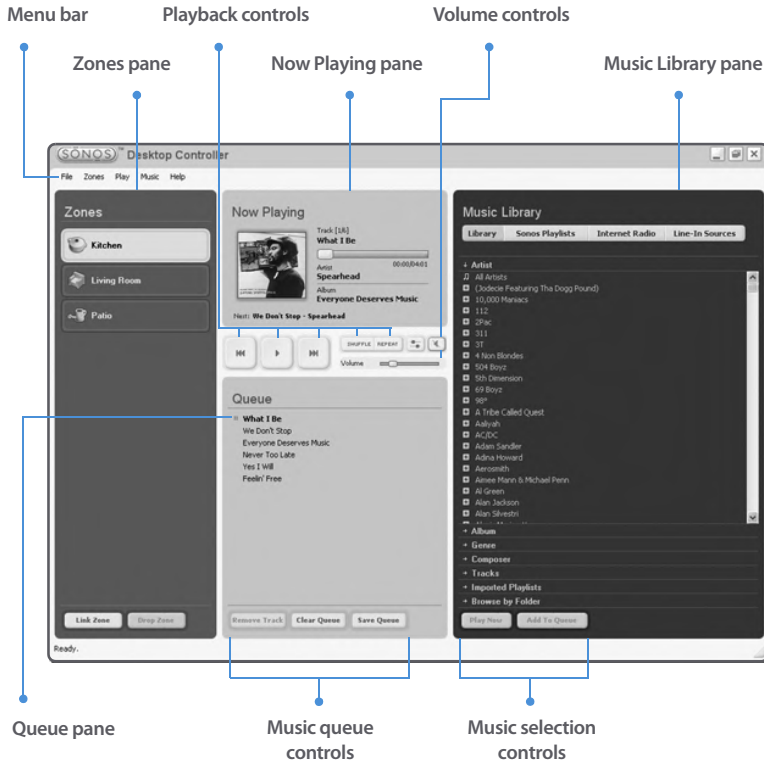 Menu bar
Playback controls
Volume controls
Zones pane
Now Playing pane
Music Library pane
SONOS™ Desktop Controller
File Zones Play Music Help
Zones
Kitchen
Living Room
Patio
Link Zone Drop Zone
Now Playing
Track [1/6]
What I Be
00:00/04:01
Artist
Spearhead
Album
Everyone Deserves Music
Next: We Don't Stop - Spearhead
SHUFFLE REPEAT
Volume
Queue
What I Be
We Don't Stop
Everyone Deserves Music
Never Too Late
Yes I Will
Feelin' Free
Remove Track Clear Queue Save Queue
Music Library
Library Sonos Playlists Internet Radio Line-In Sources
Artist
All Artists
(Jodecie Featuring Tha Dogg Pound)
10,000 Maniacs
112
2Pac
311
3T
4 Non Blondes
504 Boyz
5th Dimension
69 Boyz
98°
A Tribe Called Quest
Aaliyah
AC/DC
Adam Sandler
Adina Howard
Aerosmith
Aimee Mann & Michael Penn
Al Green
Alan Jackson
Alan Silvestri
Album
Genre
Composer
Tracks
Imported Playlists
Browse by Folder
Play Now Add To Queue
Ready.
Queue pane
Music queue
controls
Music selection
controls